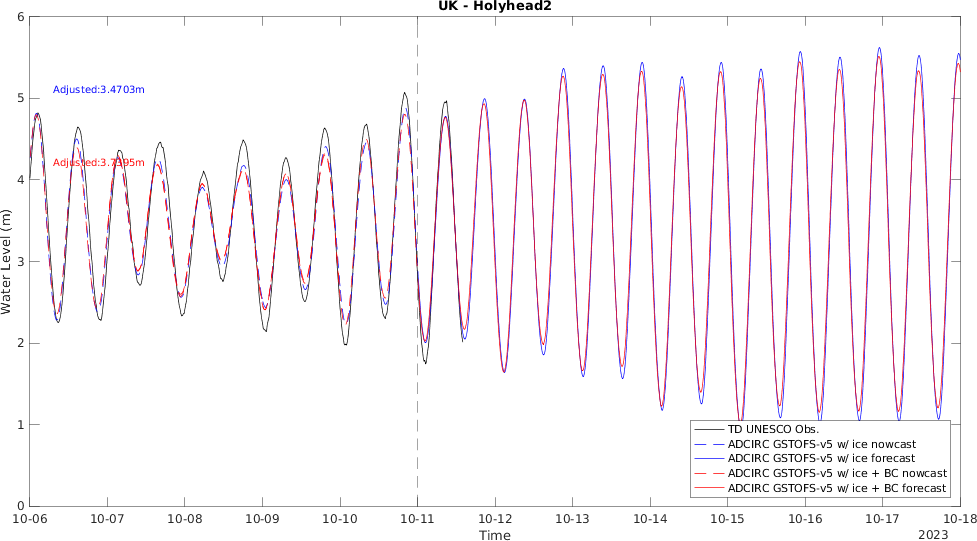 UK - Holyhead2
6
5
4
3
2
1
0
Water Level (m)
Adjusted:3.4703m
Adjusted:3.7395m
TD UNESCO Obs.
ADCIRC GSTOFS-v5 w/ ice nowcast
ADCIRC GSTOFS-v5 w/ ice forecast
ADCIRC GSTOFS-v5 w/ ice + BC nowcast
ADCIRC GSTOFS-v5 w/ ice + BC forecast
10-06 10-07 10-08 10-09 10-10 10-11 10-12 10-13 10-14 10-15 10-16 10-17 10-18
Time
2023